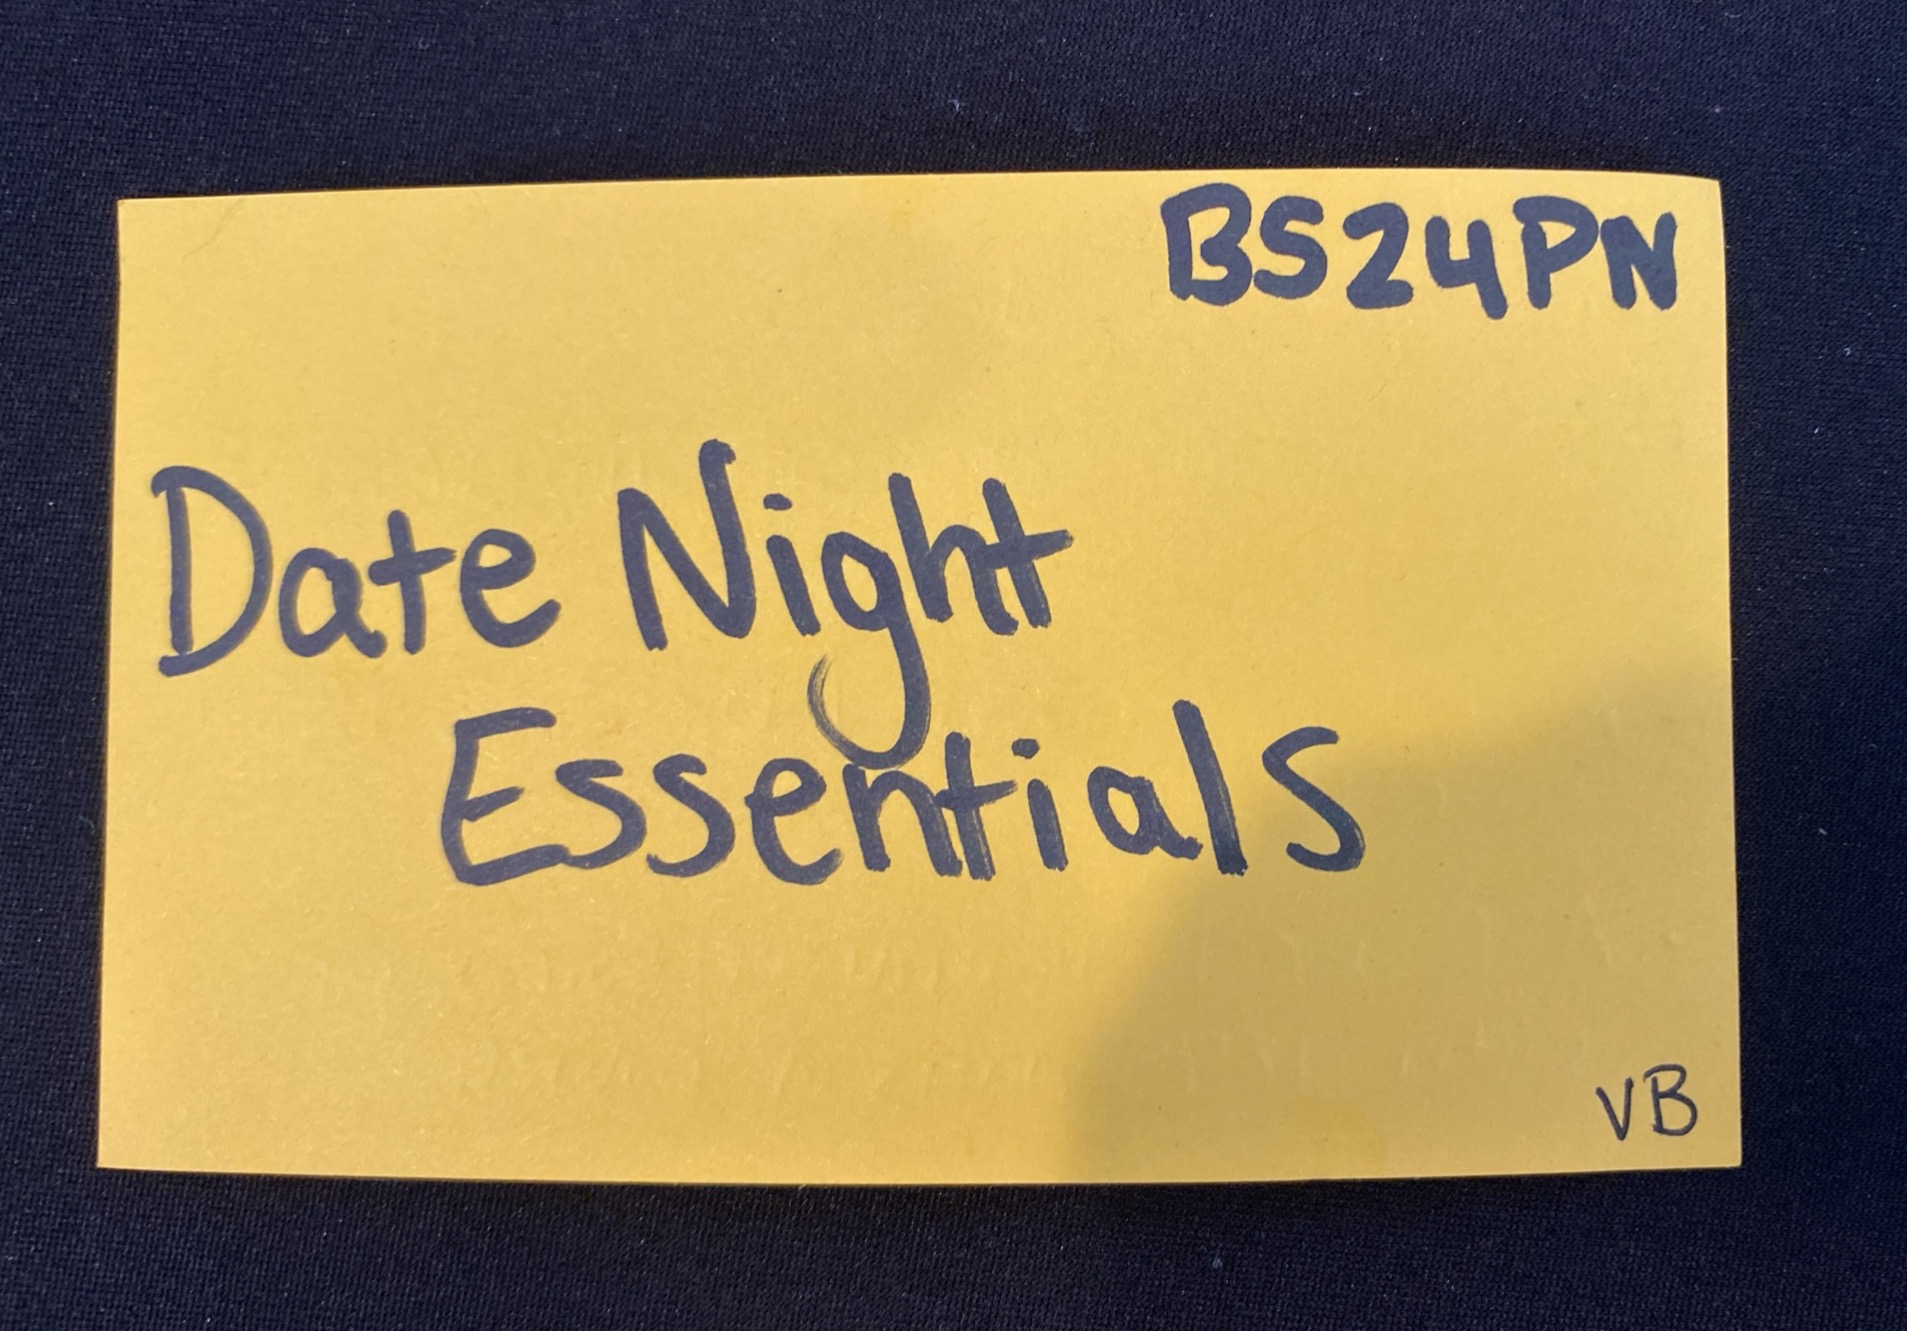 BS24PN
Date Night
Essentials
VB